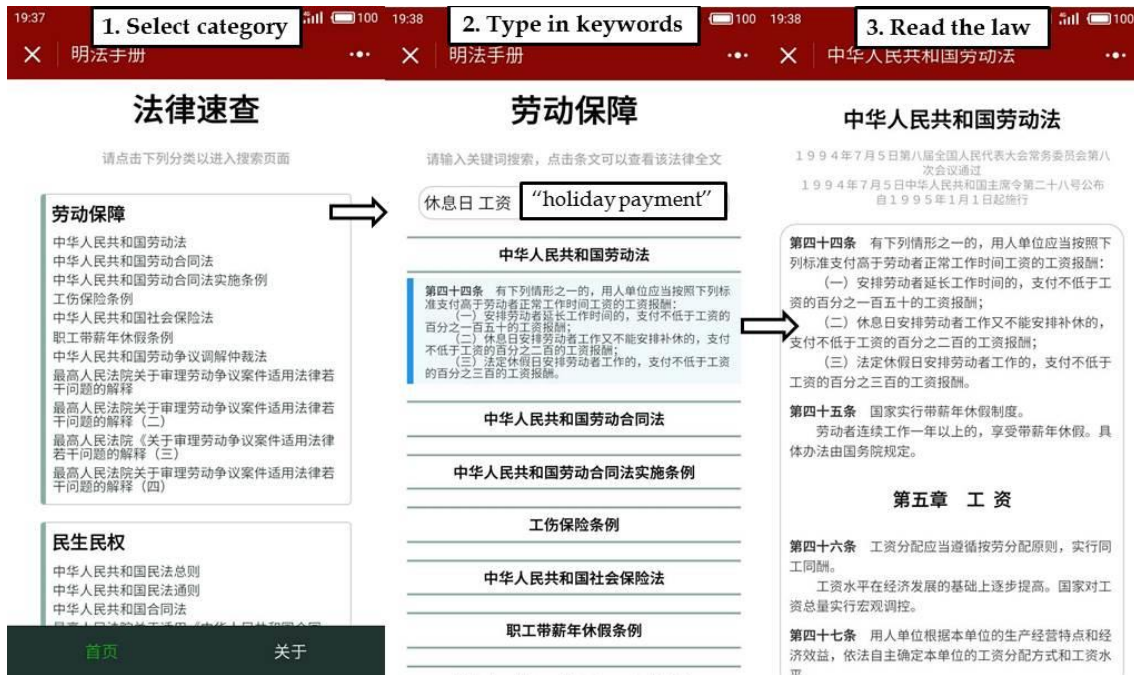 19:37
100
1. Select category
明法手册
法律速查
请点击下列分类以进入搜索页面
劳动保障
中华人民共和国劳动法
中华人民共和国劳动合同法
中华人民共和国劳动合同法实施条例
工伤保险条例
中华人民共和国社会保险法
职工带薪年休假条例
中华人民共和国劳动争议调解仲裁法
最高人民法院关于审理劳动争议案件适用法律若
干问题的解释
最高人民法院关于审理劳动争议案件适用法律若
干问题的解释（二）
最高人民法院《关于审理劳动争议案件适用法律
若干问题的解释（三）
最高人民法院关于审理劳动争议案件适用法律若
干问题的解释（四）
民生民权
中华人民共和国民法总则
中华人民共和国民法通则
中华人民共和国合同法
首页
关于
19:38
100
2. Type in keywords
明法手册
劳动保障
请输入关键词搜索，点击条文可以查看该法律全文
休息日 工资
“holiday payment”
中华人民共和国劳动法
第四十四条 有下列情形之一的，用人单位应当按照下列标
准支付高于劳动者正常工作时间工资的工资报酬：
（一）安排劳动者延长工作时间的，支付不低于工资的
百分之一百五十的工资报酬；
（二）休息日安排劳动者工作又不能安排补休的，支付
不低于工资的百分之二百的工资报酬；
（三）法定休假日安排劳动者工作的，支付不低于工资
的百分之三百的工资报酬。
中华人民共和国劳动合同法
中华人民共和国劳动合同法实施条例
工伤保险条例
中华人民共和国社会保险法
职工带薪年休假条例
19:38
100
3. Read the law
中华人民共和国劳动法
中华人民共和国劳动法
1994年7月5日第八届全国人民代表大会常务委员会第八
次会议通过
1994年7月5日中华人民共和国主席令第二十八号公布
自1995年1月1日起施行
第四十四条 有下列情形之一的，用人单位应当按照下
列标准支付高于劳动者正常工作时间工资的工资报酬：
（一）安排劳动者延长工作时间的，支付不低于工
资的百分之一百五十的工资报酬；
（二）休息日安排劳动者工作又不能安排补休的，
支付不低于工资的百分之二百的工资报酬；
（三）法定休假日安排劳动者工作的，支付不低于
工资的百分之三百的工资报酬。
第四十五条 国家实行带薪年休假制度。
劳动者连续工作一年以上的，享受带薪年休假。具
体办法由国务院规定。
第五章 工 资
第四十六条 工资分配应当遵循按劳分配原则，实行同
工同酬。
工资水平在经济发展的基础上逐步提高。国家对工
资总量实行宏观调控。
第四十七条 用人单位根据本单位的生产经营特点和经
济效益，依法自主确定本单位的工资分配方式和工资水